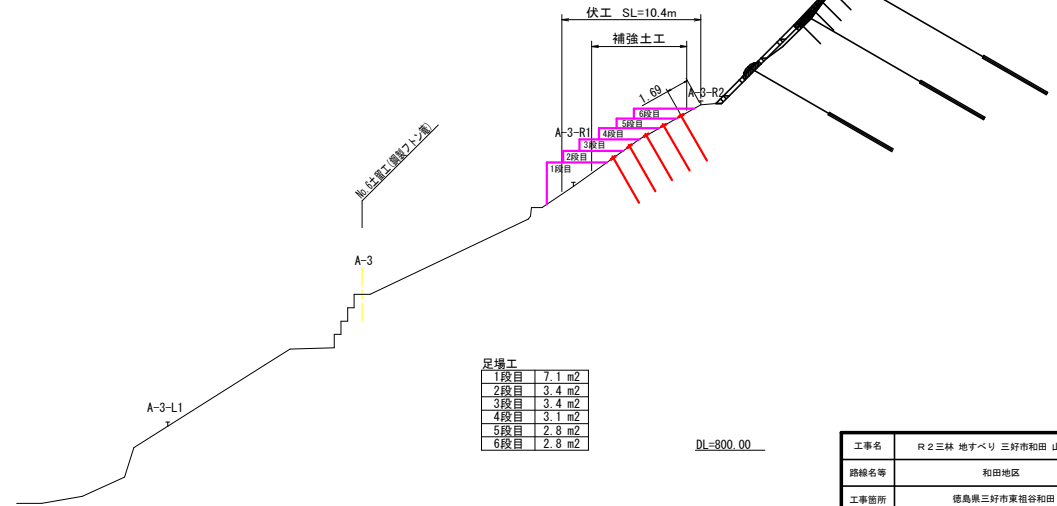 伏工 SL=10.4m
補強土工
1.69
A-3-R2
6段目
5段目
A-3-R1
4段目
3段目
2段目
1段目
No.6土留工(鋼製フトン篭)
A-3
A-3-L1
足場工
1段目 7.1 m2
2段目 3.4 m2
3段目 3.4 m2
4段目 3.1 m2
5段目 2.8 m2
6段目 2.8 m2
DL=800.00
工事名 R2三林 地すべり 三好市和田
路線名等 和田地区
工事箇所 徳島県三好市東祖谷和田